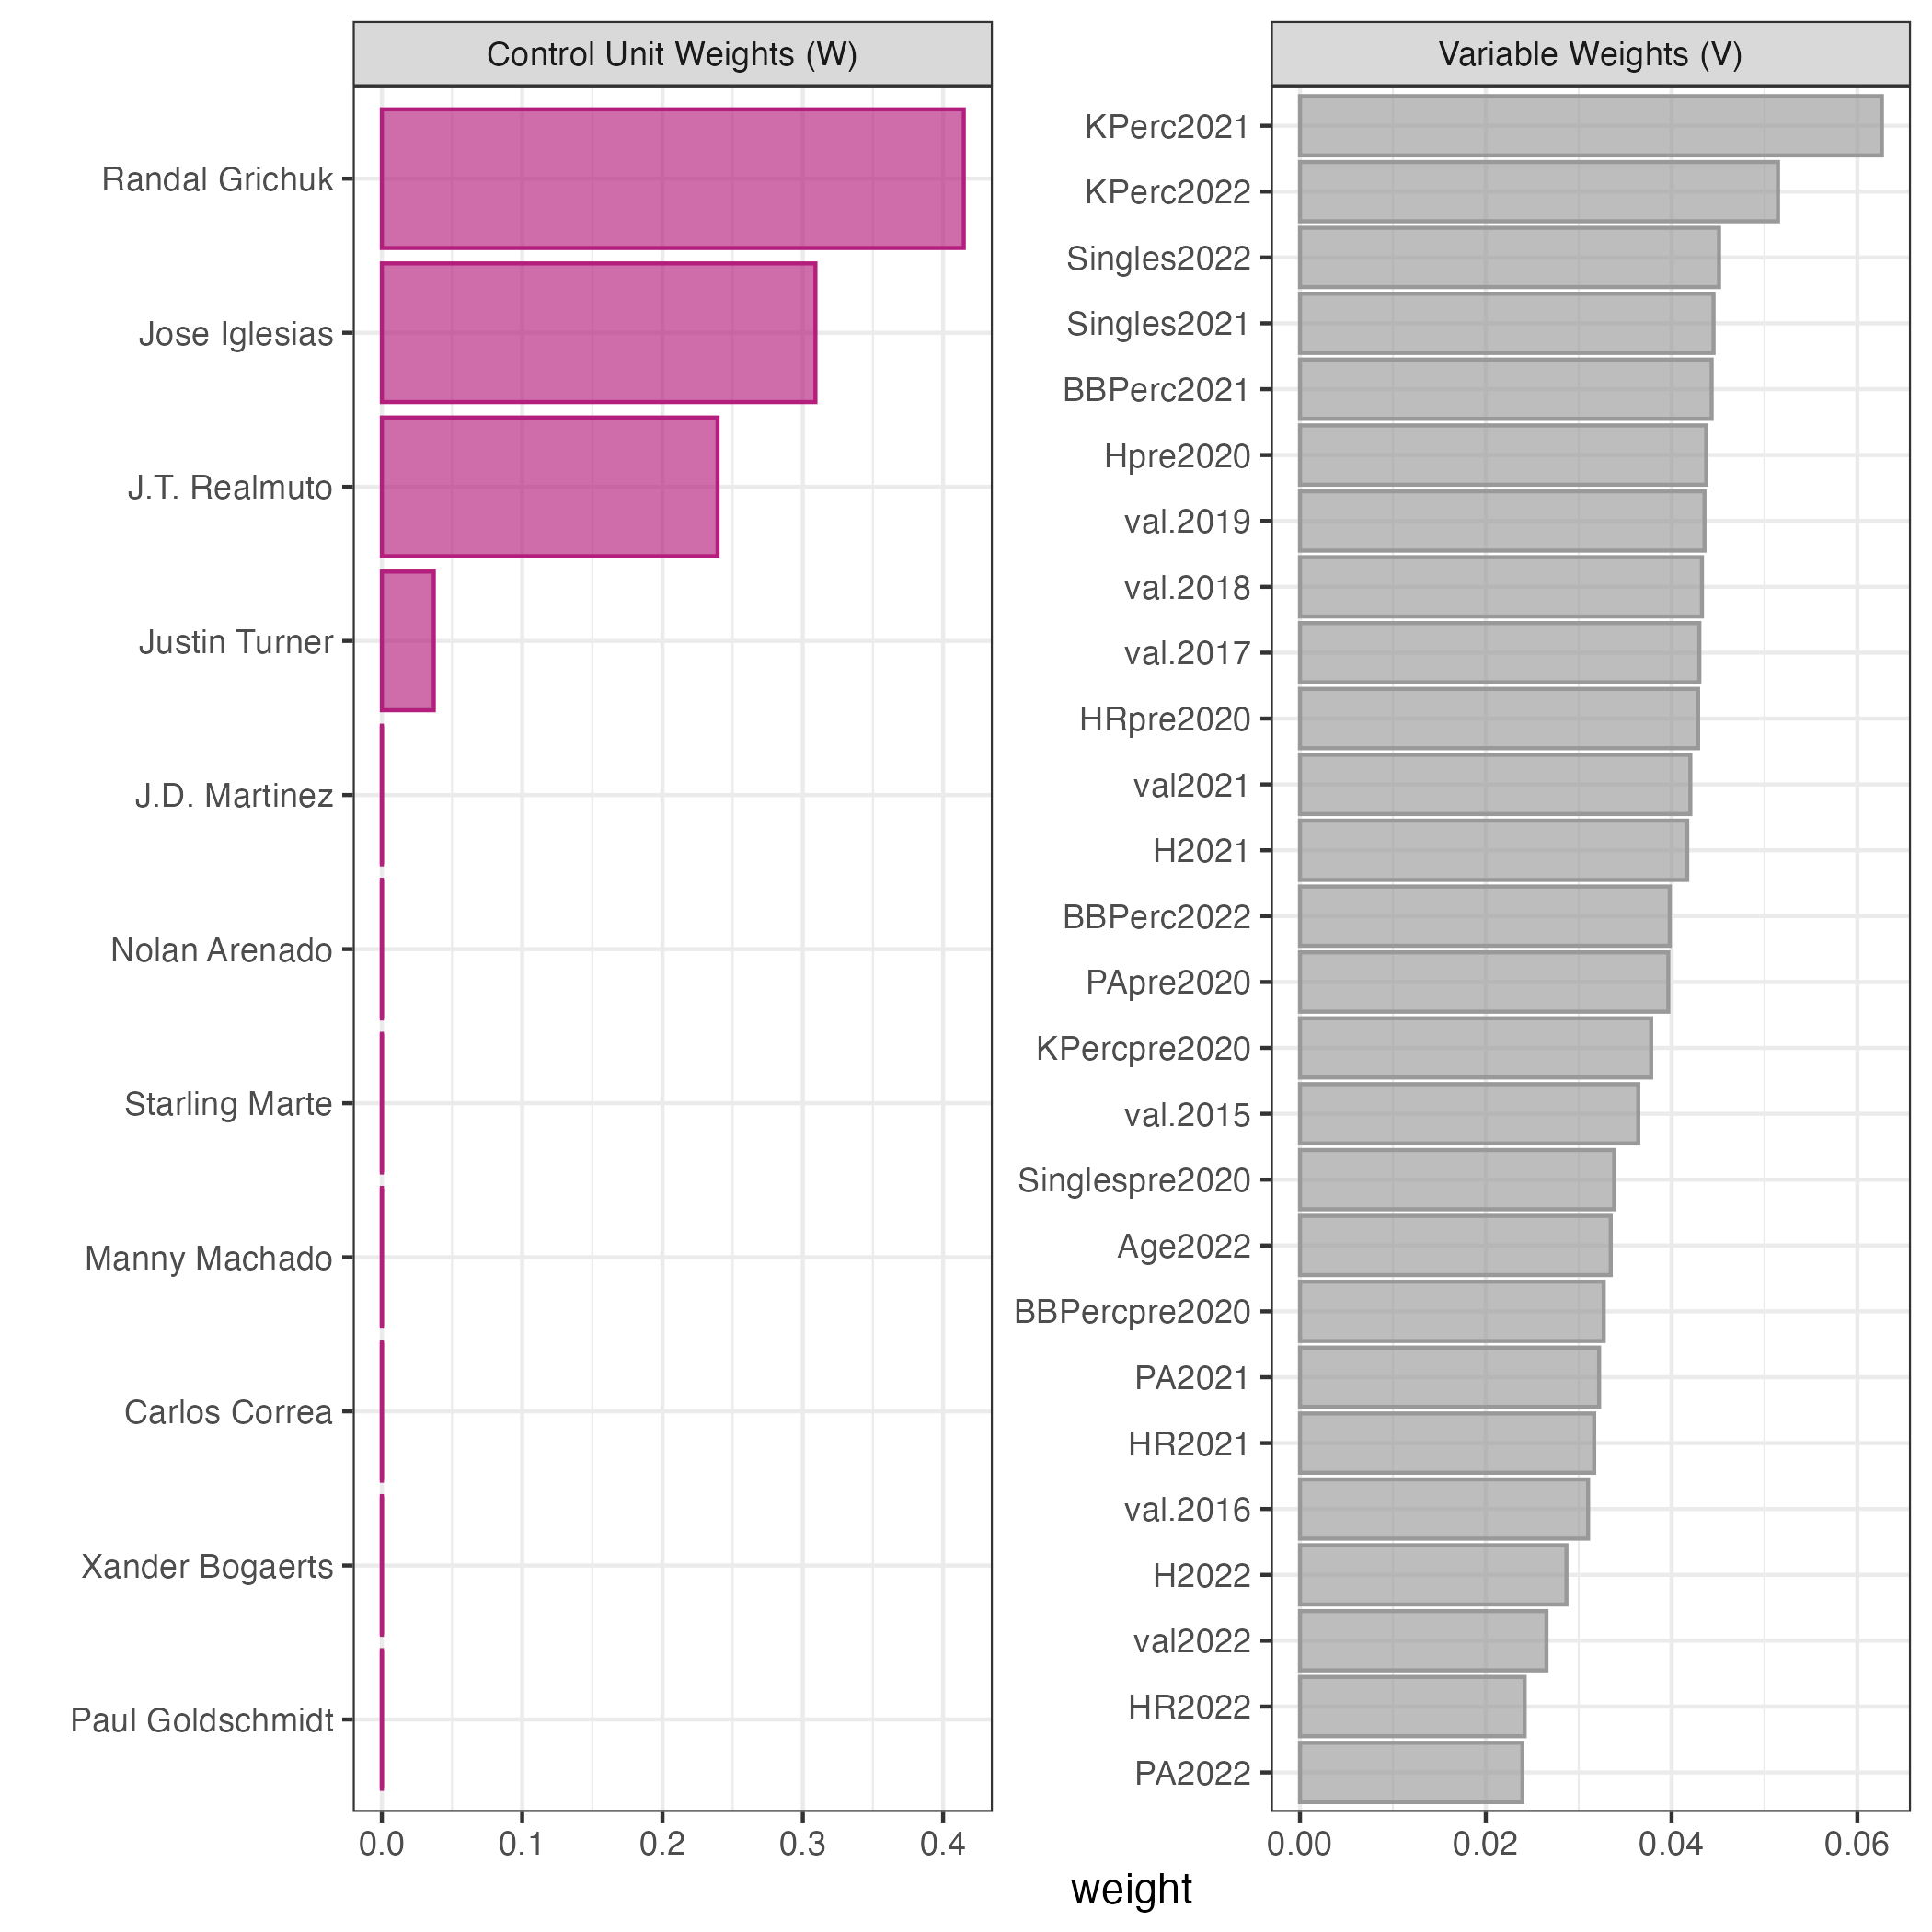 Control Unit Weights (W)
Randal Grichuk
Jose Iglesias
J.T. Realmuto
Justin Turner
J.D. Martinez
Nolan Arenado
Starling Marte
Manny Machado
Carlos Correa
Xander Bogaerts
Paul Goldschmidt
0.0 0.1 0.2 0.3 0.4
Variable Weights (V)
KPerc2021
KPerc2022
Singles2022
Singles2021
BBPerc2021
Hpre2020
val.2019
val.2018
val.2017
HRpre2020
val2021
H2021
BBPerc2022
PApre2020
KPercpre2020
val.2015
Singlespre2020
Age2022
BBPercpre2020
PA2021
HR2021
val.2016
H2022
val2022
HR2022
PA2022
0.00 0.02 0.04 0.06
weight